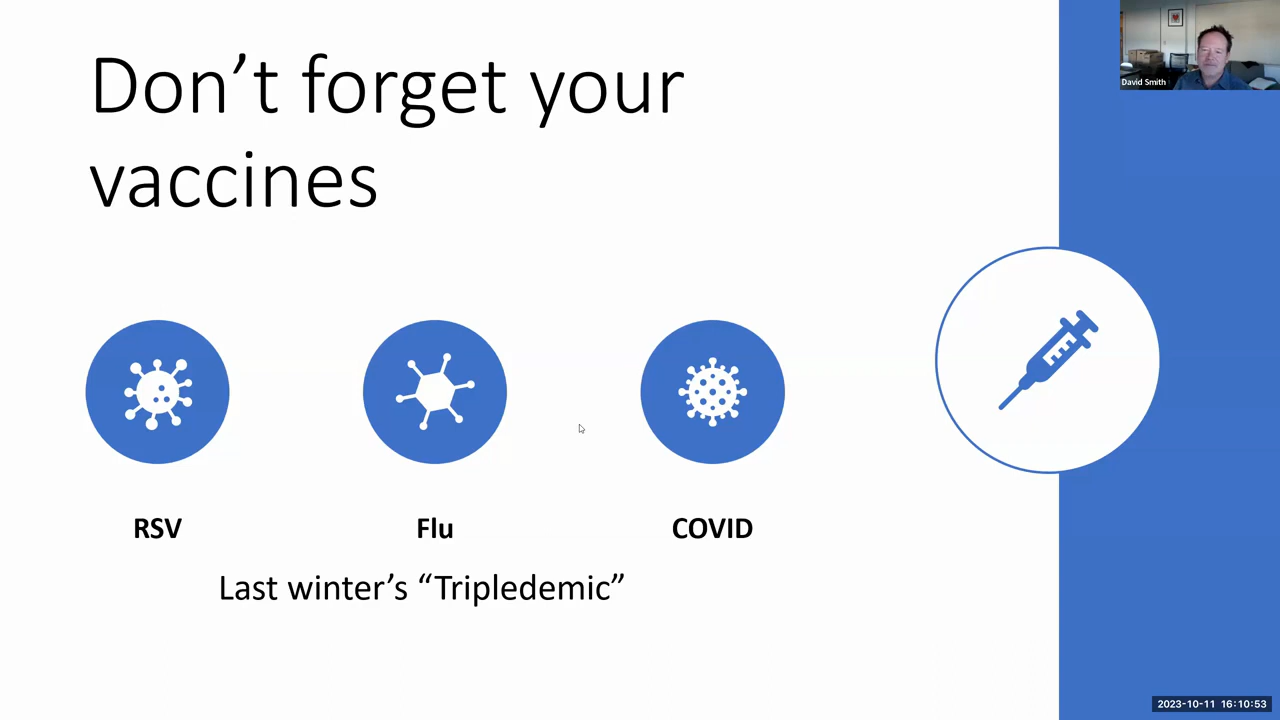 Don’t forget your
vaccines
David Smith
RSV
Flu
COVID
Last winter’s “Tripledemic”
2023-10-11 16:10:53